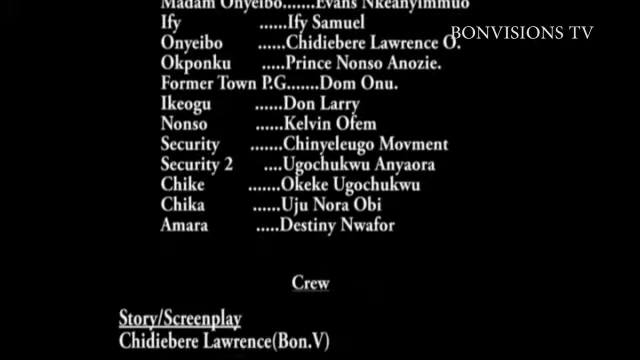 Madam Onyeibo.......Evans Nkeanyimmuo
Ify ......Ify Samuel
BONVISIONS TV
Onyeibo ......Chidiebere Lawrence O.
Okponku .....Prince Nonso Anozie.
Former Town P.G.......Dom Onu.
Ikeogu ......Don Larry
Nonso ......Kelvin Ofem
Security .......Chinyeleugo Movment
Security 2 ....Ugochukwu Anyaora
Chike .......Okeke Ugochukwu
Chika ......Uju Nora Obi
Amara .....Destiny Nwafor
Crew
Story/Screenplay
Chidiebere Lawrence(Bon.V)